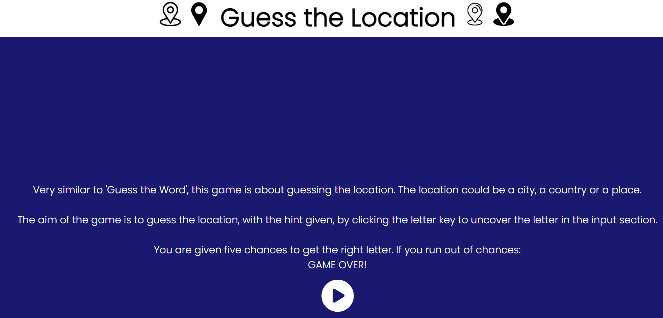 Guess the Location
Very similar to 'Guess the Word', this game is about guessing the location. The location could be a city, a country or a place.
The aim of the game is to guess the location, with the hint given, by clicking the letter key to uncover the letter in the input section.
You are given five chances to get the right letter. If you run out of chances:
GAME OVER!